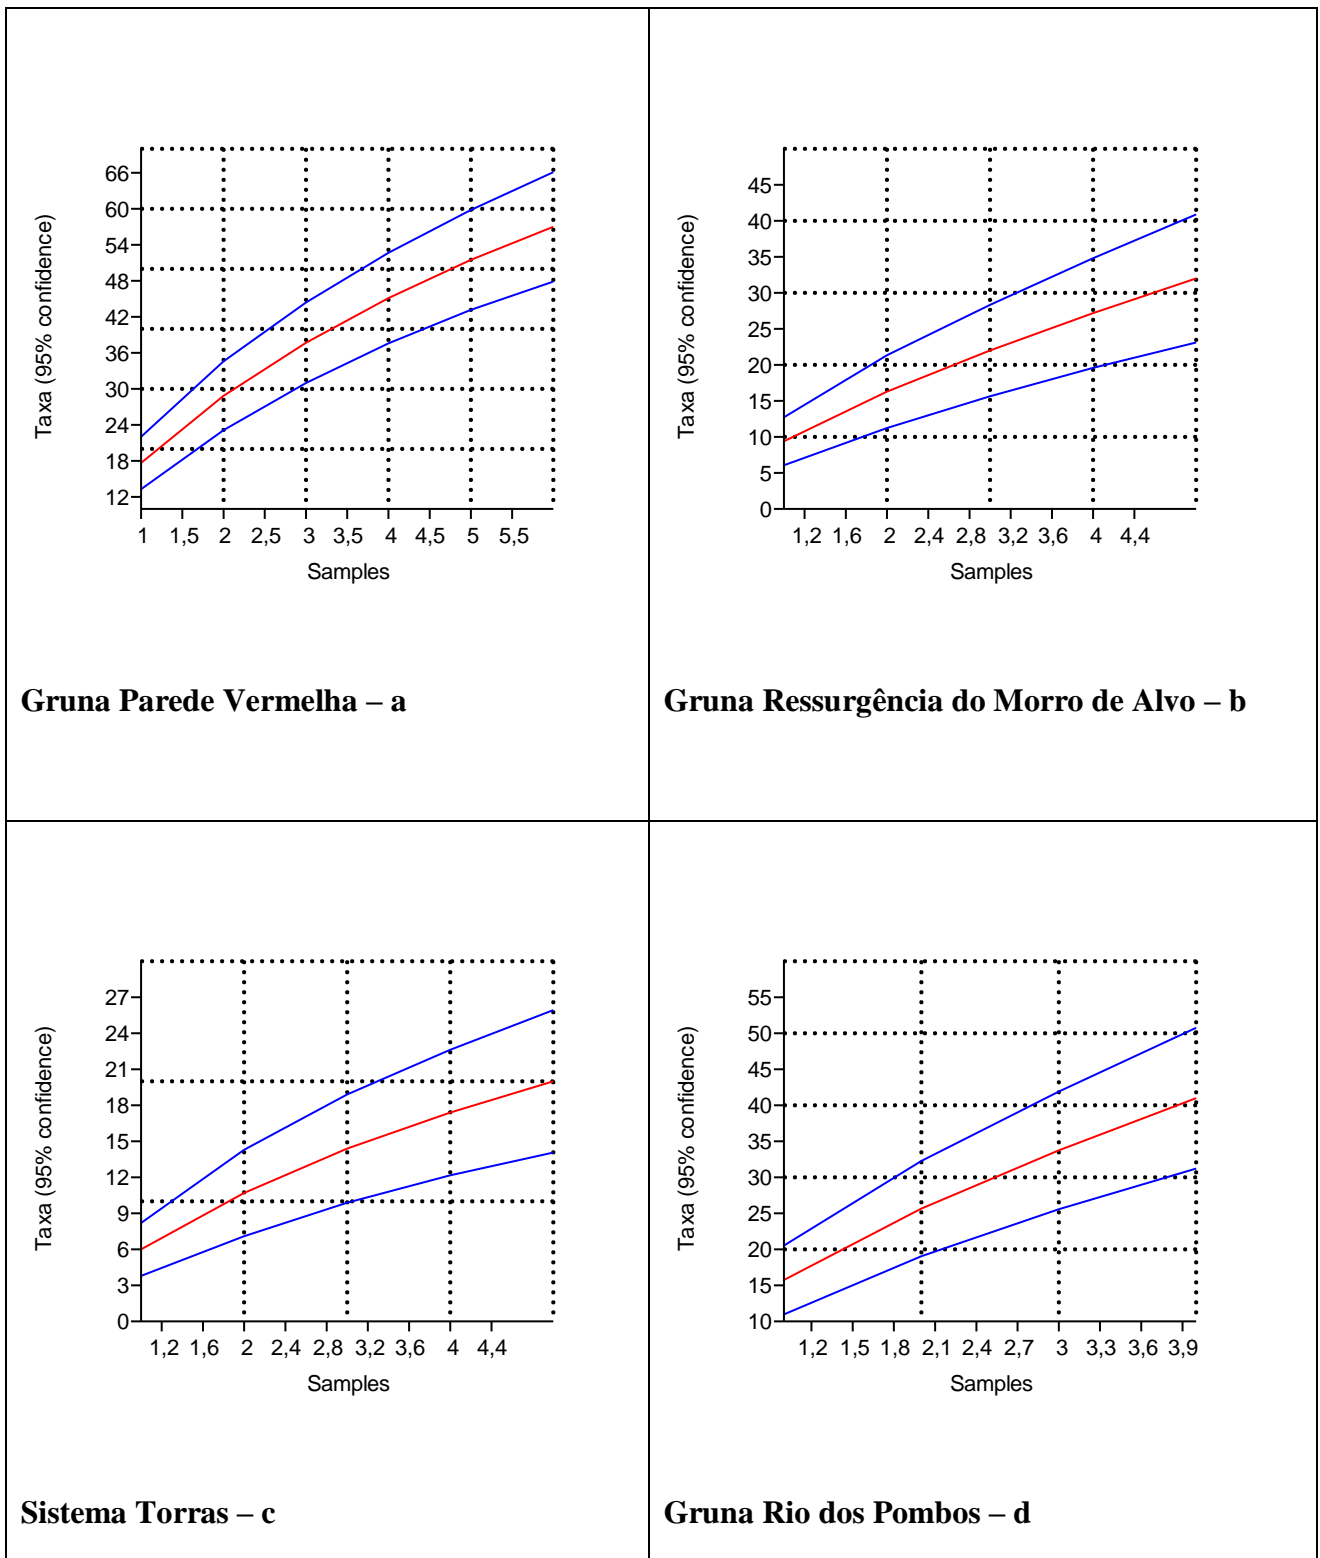 66
60
54
48
42
36
30
24
18
12
Taxa (95% confidence)
1 1,5 2 2,5 3 3,5 4 4,5 5 5,5
Samples
Gruna Parede Vermelha – a
45
40
35
30
25
20
15
10
5
0
Taxa (95% confidence)
1,2 1,6 2 2,4 2,8 3,2 3,6 4 4,4
Samples
Gruna Ressurgência do Morro de Alvo – b
27
24
21
18
15
12
9
6
3
0
Taxa (95% confidence)
1,2 1,6 2 2,4 2,8 3,2 3,6 4 4,4
Samples
Sistema Torras – c
55
50
45
40
35
30
25
20
15
10
Taxa (95% confidence)
1,2 1,5 1,8 2,1 2,4 2,7 3 3,3 3,6 3,9
Samples
Gruna Rio dos Pombos – d